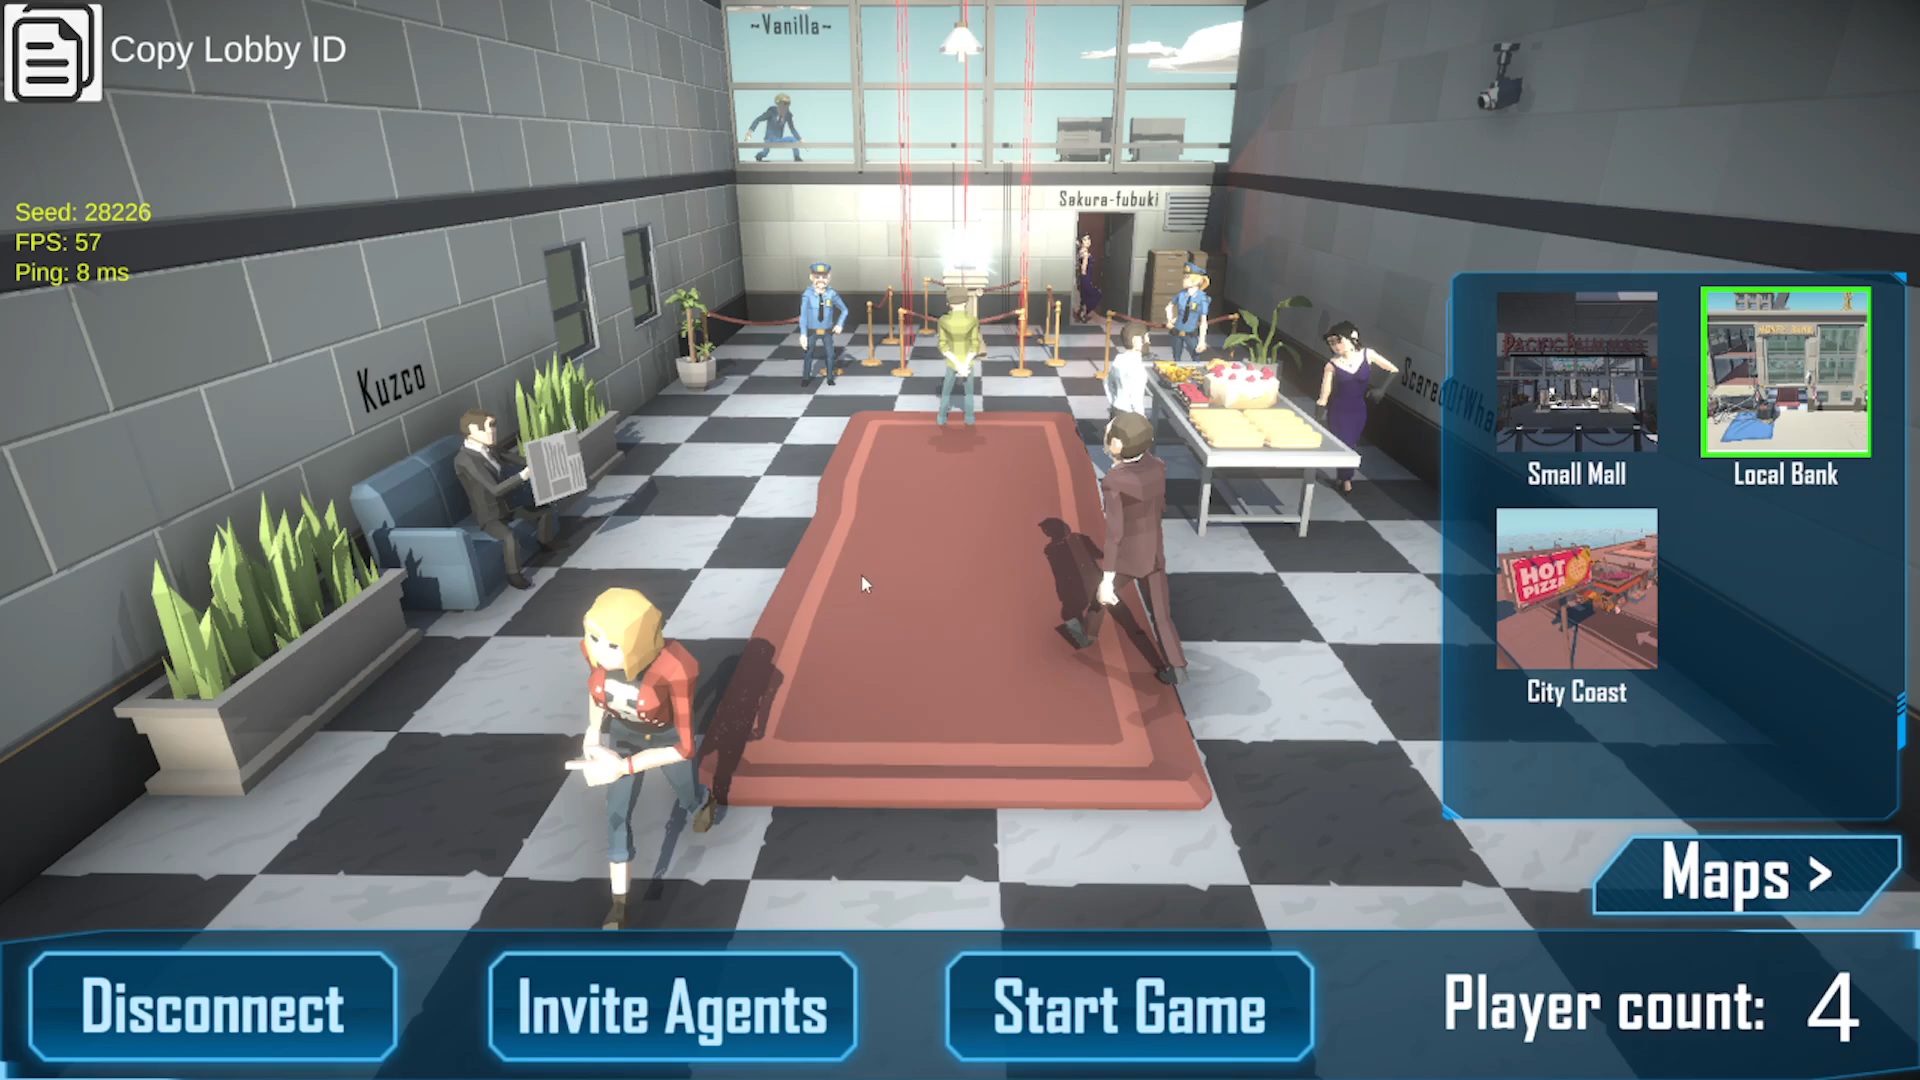 Copy Lobby ID
~Vanilla~
Seed: 28226
FPS: 57
Ping: 8 ms
Sakura-fubuki
Kuzco
PACIFIC
Small Mall
Local Bank
HOT
PIZZA
City Coast
Maps >
Disconnect
Invite Agents
Start Game
Player count: 4